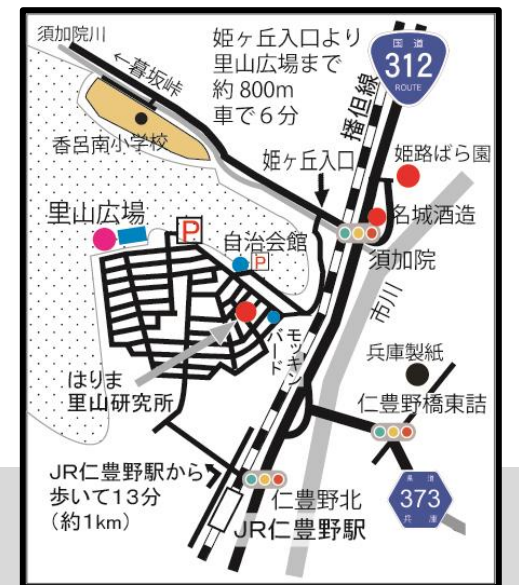 須加院川
←暮坂峠
姫ヶ丘入口より
里山広場まで
約800m
車で6分
国道
312
ROUTE
播但線
香呂南小学校
姫ヶ丘入口
姫路ばら園
里山広場
P
自治会館
P
名城酒造
須加院
市川
モッキン
バード
兵庫製紙
はりま
里山研究所
仁豊野橋東詰
JR仁豊野駅から
歩いて13分
(約1km)
仁豊野北
JR仁豊野駅
県道
373
兵庫